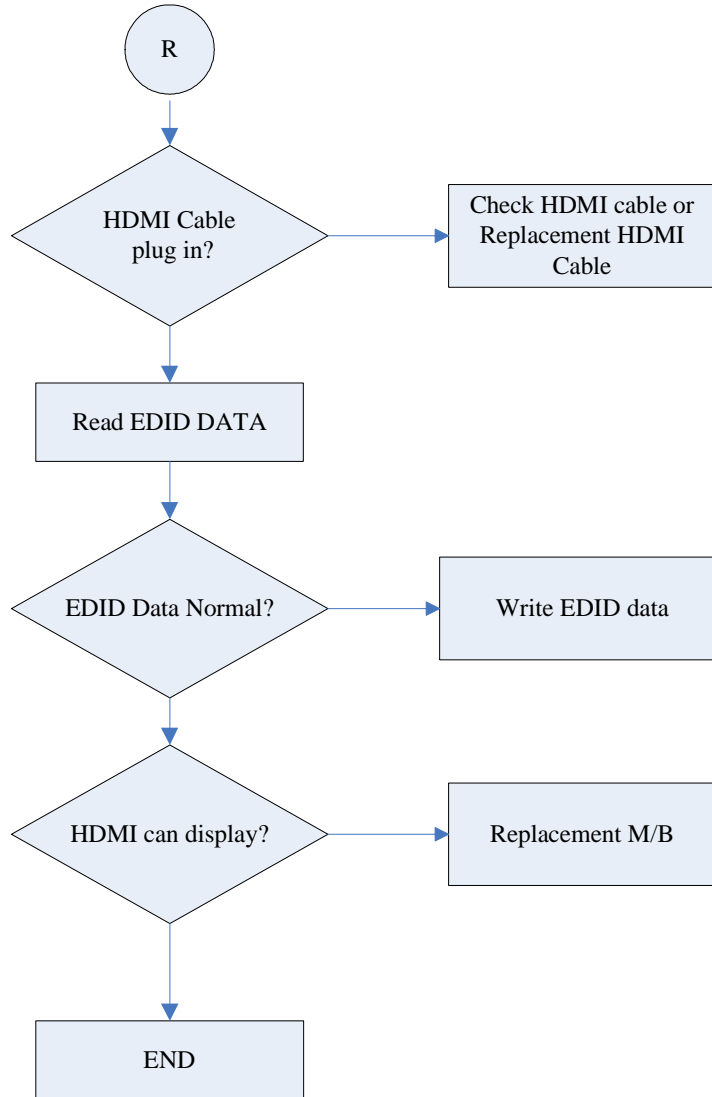 R
HDMI Cable
plug in?
Check HDMI cable or
Replacement HDMI
Cable
Read EDID DATA
EDID Data Normal?
Write EDID data
HDMI can display?
Replacement M/B
END